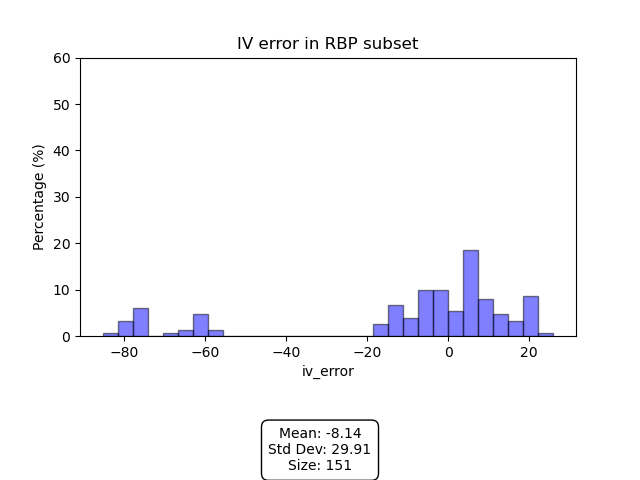 IV error in RBP subset
60
50
40
30
20
10
0
Percentage (%)
−80
−60
−40
−20
0
20
iv_error
Mean: -8.14
Std Dev: 29.91
Size: 151